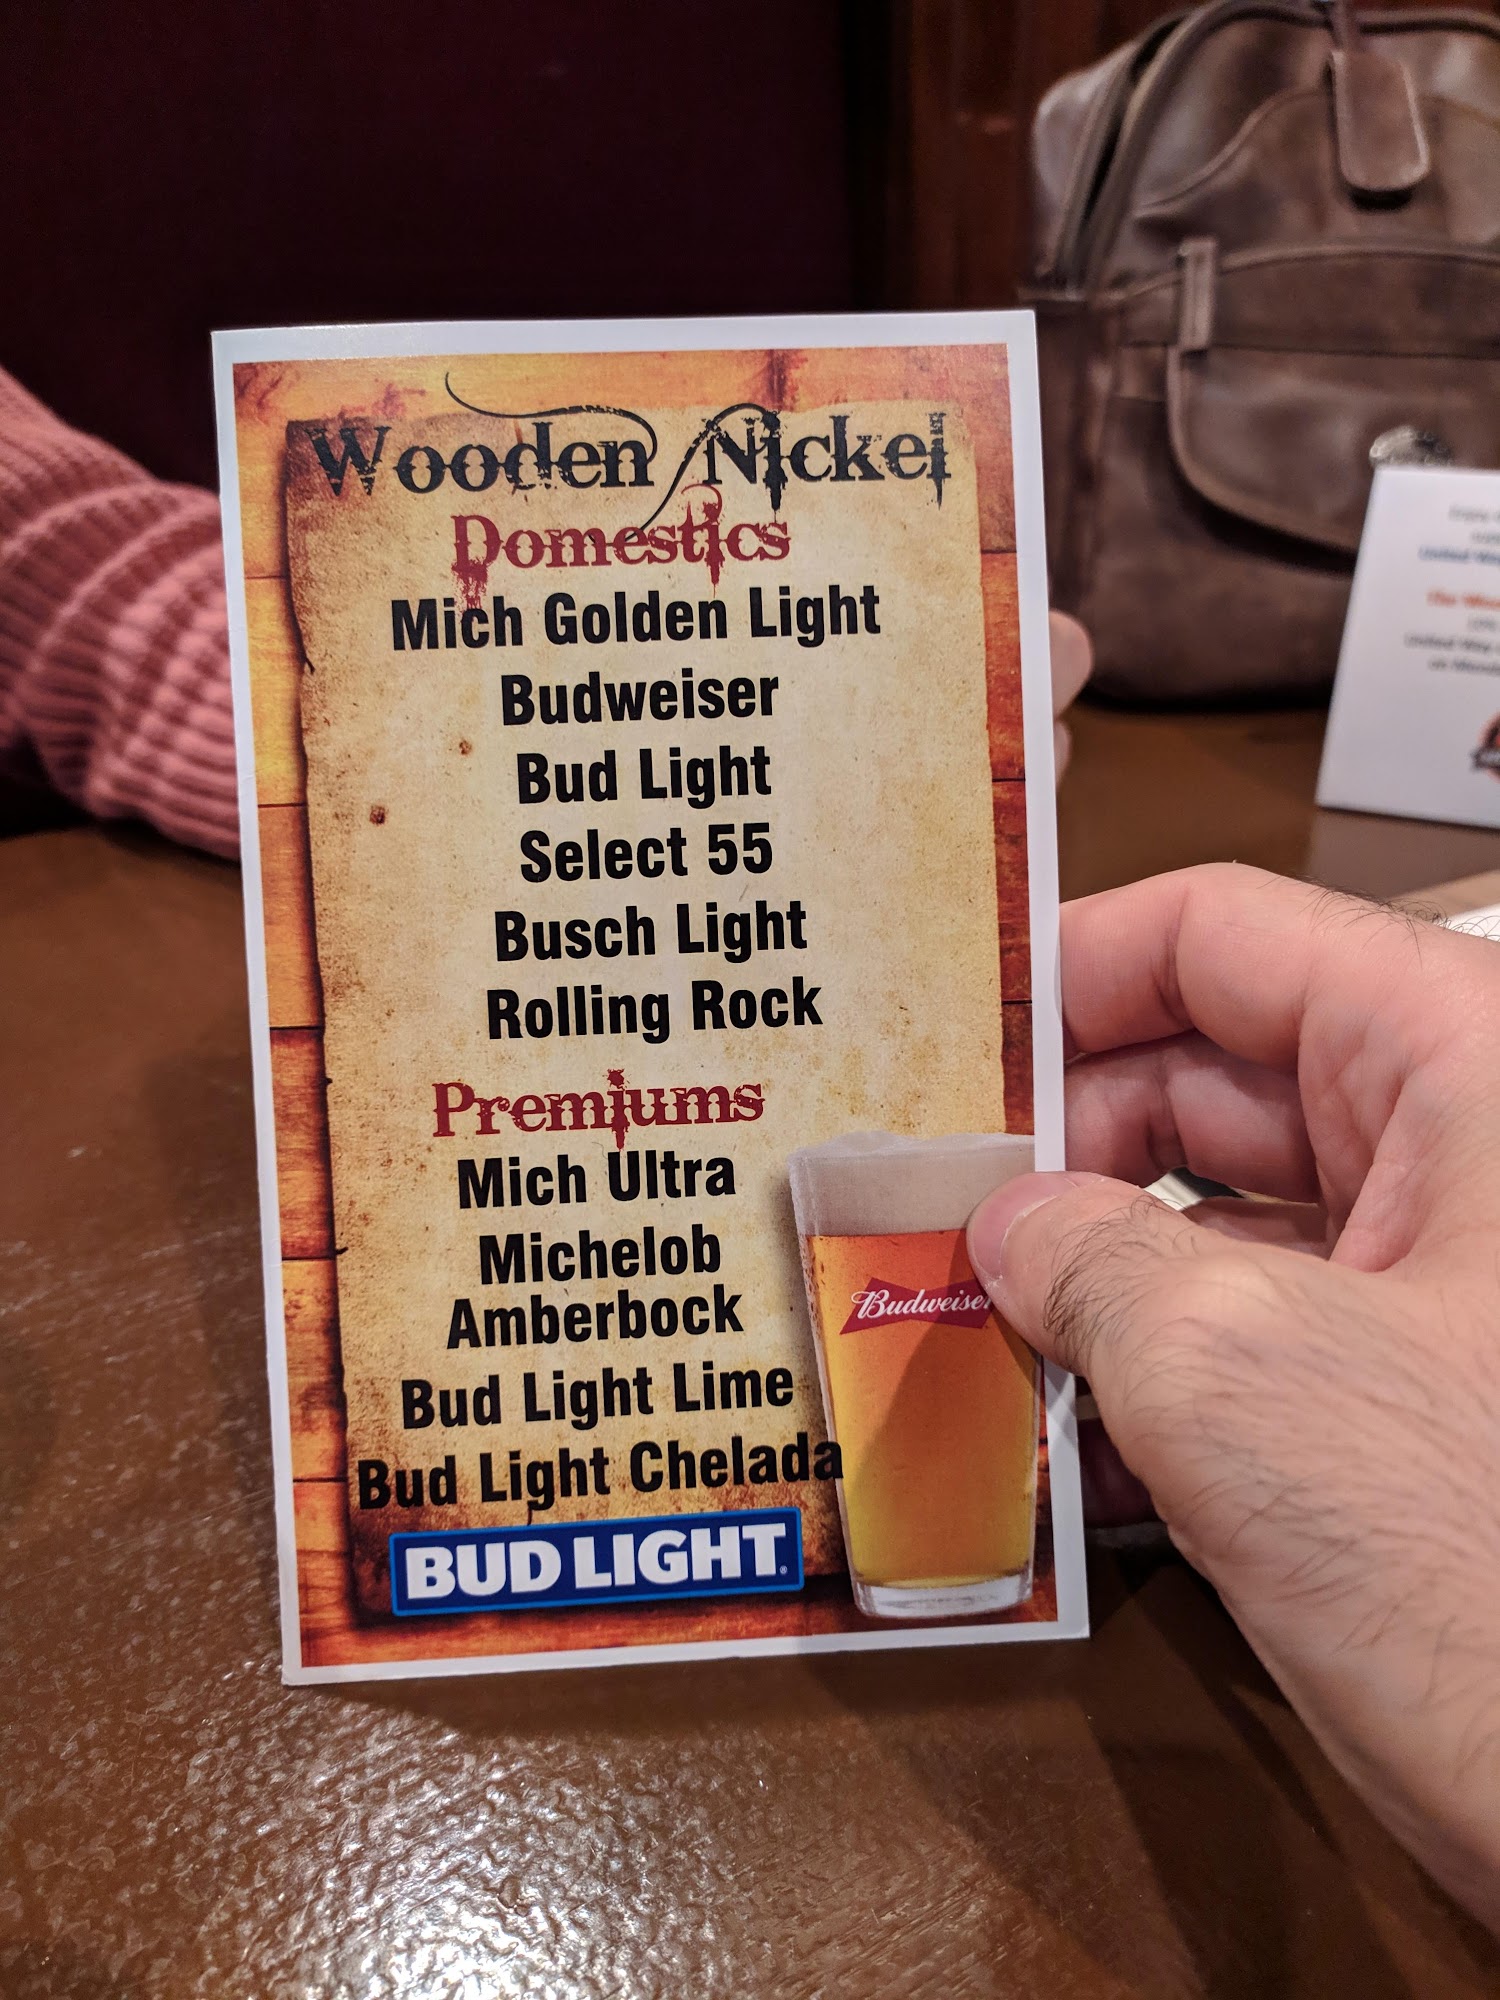 Wooden Nickel
Domestics
Mich Golden Light
Budweiser
Bud Light
Select 55
Busch Light
Rolling Rock
Premiums
Mich Ultra
Michelob
Amberbock
Bud Light Lime
Bud Light Chelada
BUD LIGHT
Budweiser